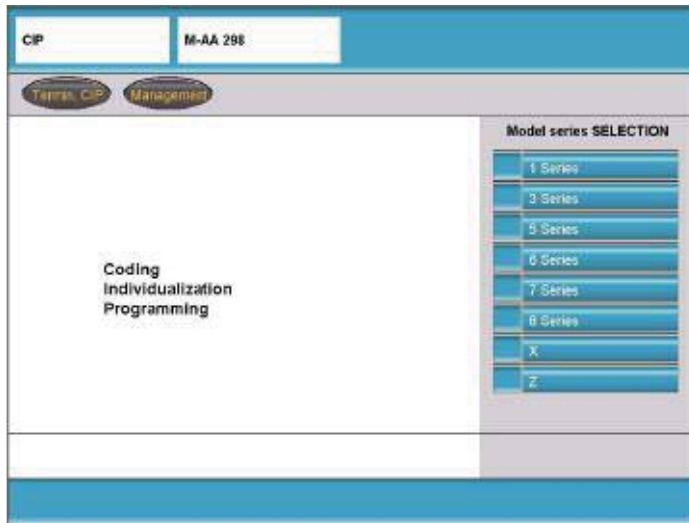 CIP
M-AA 298
Termin. CIP
Management
Model series SELECTION
1 Series
3 Series
5 Series
6 Series
7 Series
8 Series
X
Z
Coding
Individualization
Programming